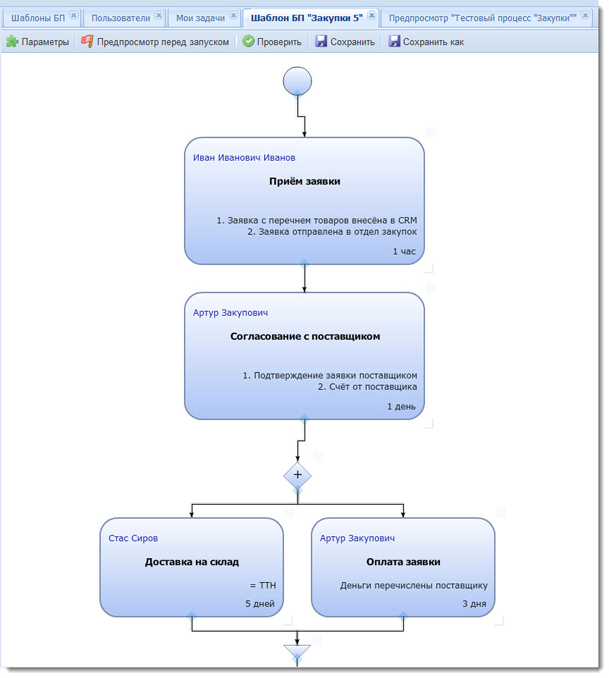 Шаблоны БП Пользователи Мои задачи Шаблон БП "Закупки 5" Предпросмотр "Тестовый процесс "Закупки""
Параметры Предпросмотр перед запуском Проверить Сохранить Сохранить как
Иван Иванович Иванов
Приём заявки
1. Заявка с перечнем товаров внесёна в CRM
2. Заявка отправлена в отдел закупок
1 час
Артур Закупович
Согласование с поставщиком
1. Подтверждение заявки поставщиком
2. Счёт от поставщика
1 день
+
Стас Сиров
Доставка на склад
= ТТН
5 дней
Артур Закупович
Оплата заявки
Деньги перечислены поставщику
3 дня